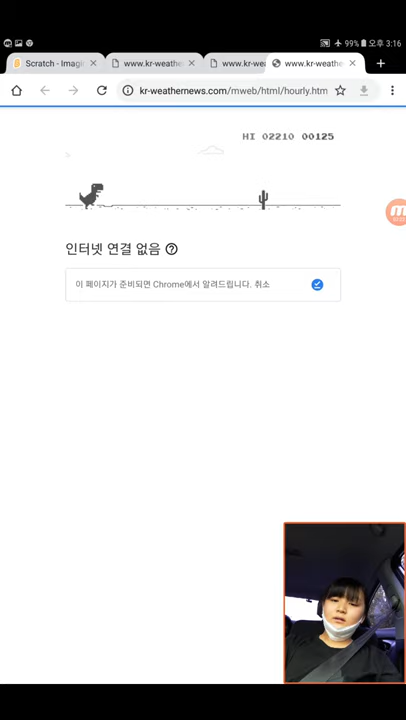 99% 오후 3:16
Scratch - Imagi
www.kr-weathe
www.kr-wea
www.kr-weathe
kr-weathernews.com/mweb/html/hourly.htm
HI 02210 00125
인터넷 연결 없음
이 페이지가 준비되면 Chrome에서 알려드립니다. 취소